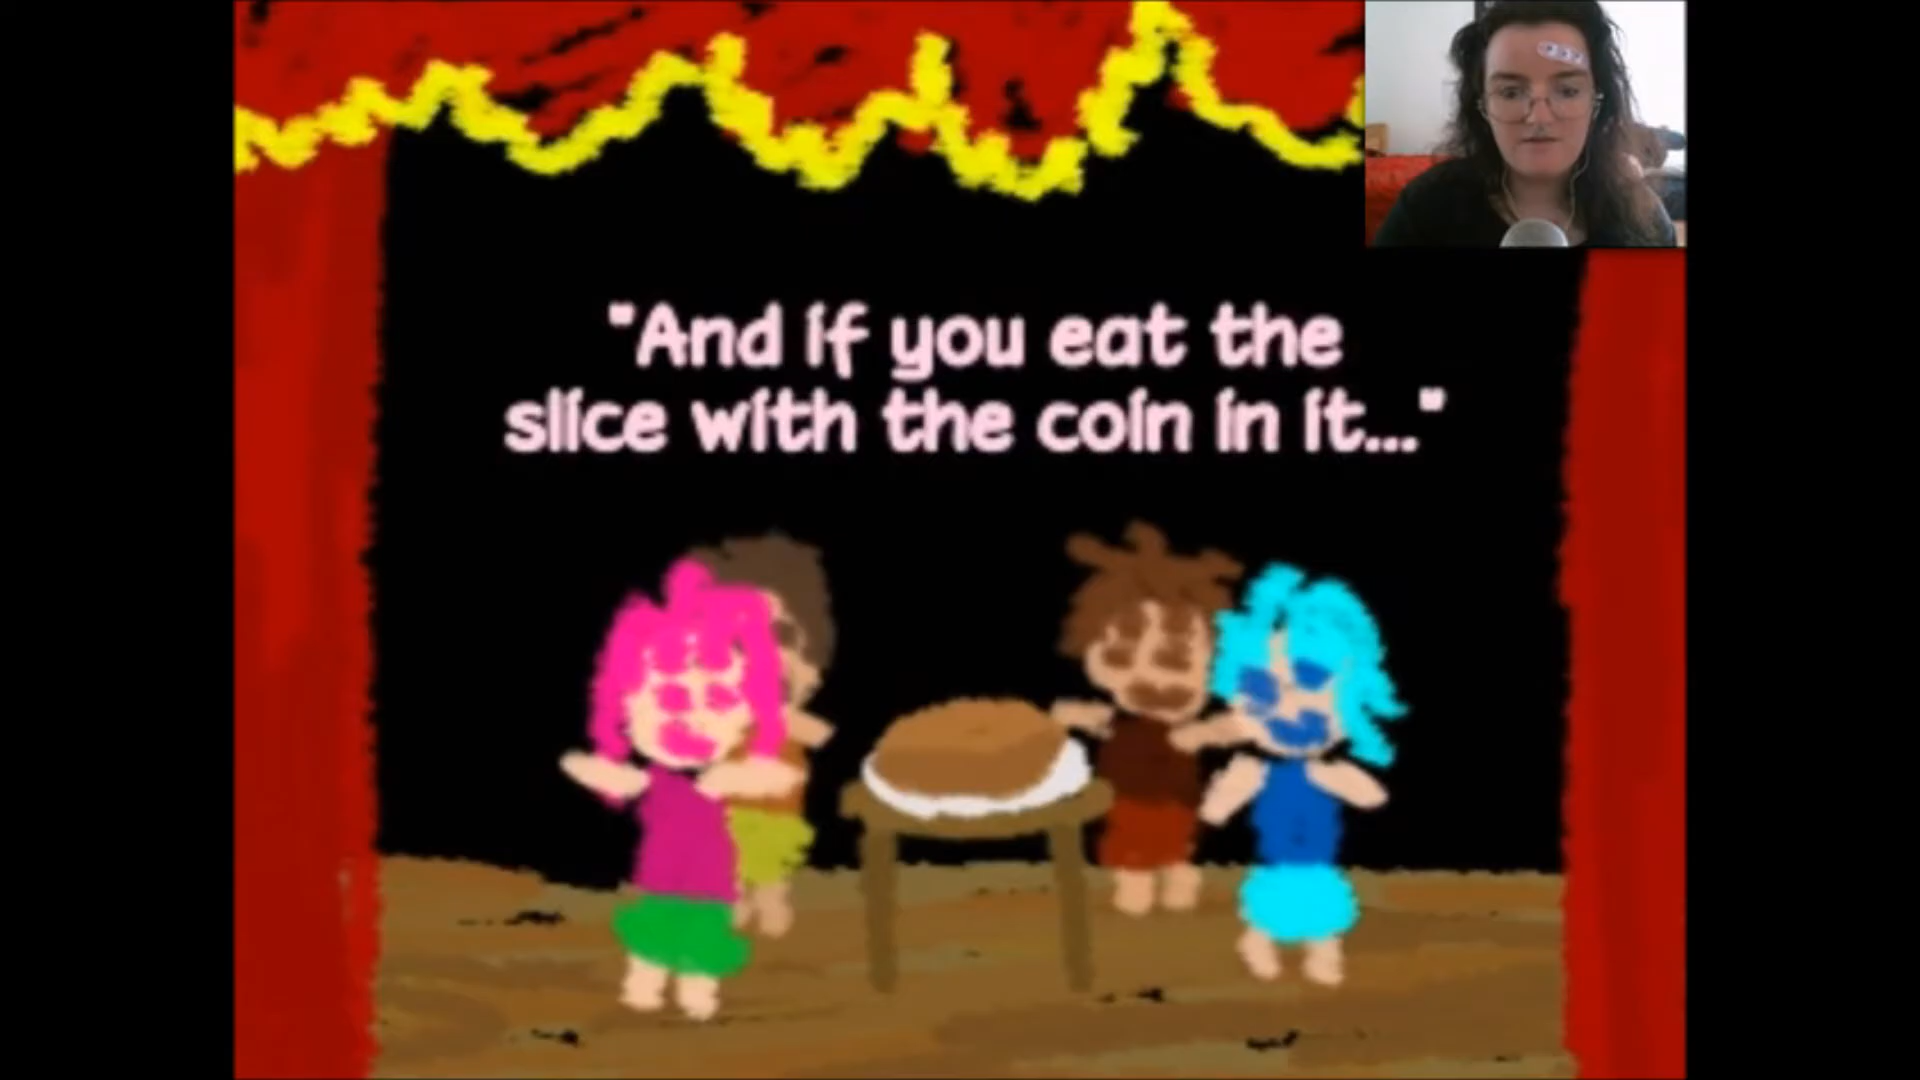 "And if you eat the
slice with the coin in it..."